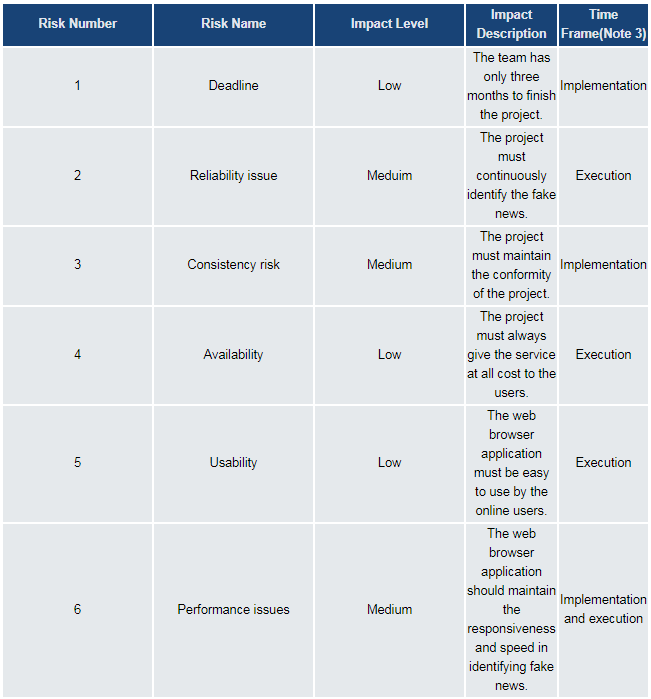 Risk Number Risk Name Impact Level Impact Description Time Frame(Note 3)
1 Deadline Low The team has only three months to finish the project. Implementation
2 Reliability issue Meduim The project must continuously identify the fake news. Execution
3 Consistency risk Medium The project must maintain the conformity of the project. Implementation
4 Availability Low The project must always give the service at all cost to the users. Execution
5 Usability Low The web browser application must be easy to use by the online users. Execution
6 Performance issues Medium The web browser application should maintain the responsiveness and speed in identifying fake news. Implementation and execution